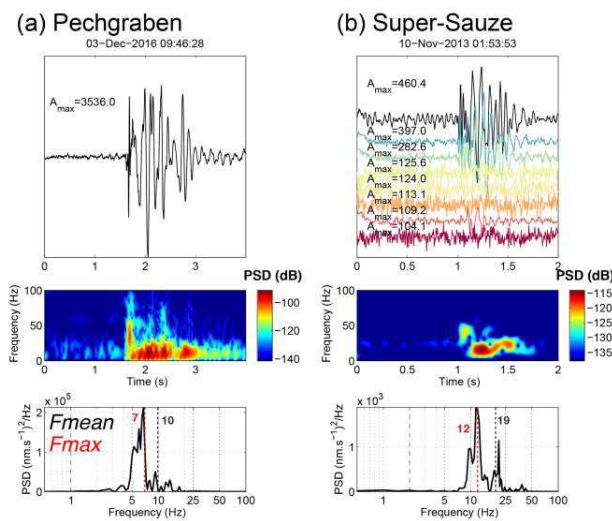 (a) Pechgraben
03-Dec-2016 09:46:28
A max=3536.0
0 1 2 3
PSD (dB)
Frequency (Hz)
100
50
0
0 1 2 3
Time (s)
-100
-120
-140
x 10^5
PSD (nm.s^-1)^2/Hz
2
1
0
Fmean
Fmax
7
10
1 5 10 25 50 100
Frequency (Hz)
(b) Super-Sauze
10-Nov-2013 01:53:53
A max=460.4
A max=397.0
A max=282.6
A max=125.6
A max=124.0
A max=113.1
A max=109.2
A max=104.1
0 0.5 1 1.5 2
PSD (dB)
Frequency (Hz)
100
50
0
0 0.5 1 1.5 2
Time (s)
-115
-120
-125
-130
-135
x 10^3
PSD (nm.s^-1)^2/Hz
1
0
12
19
1 5 10 25 50 100
Frequency (Hz)